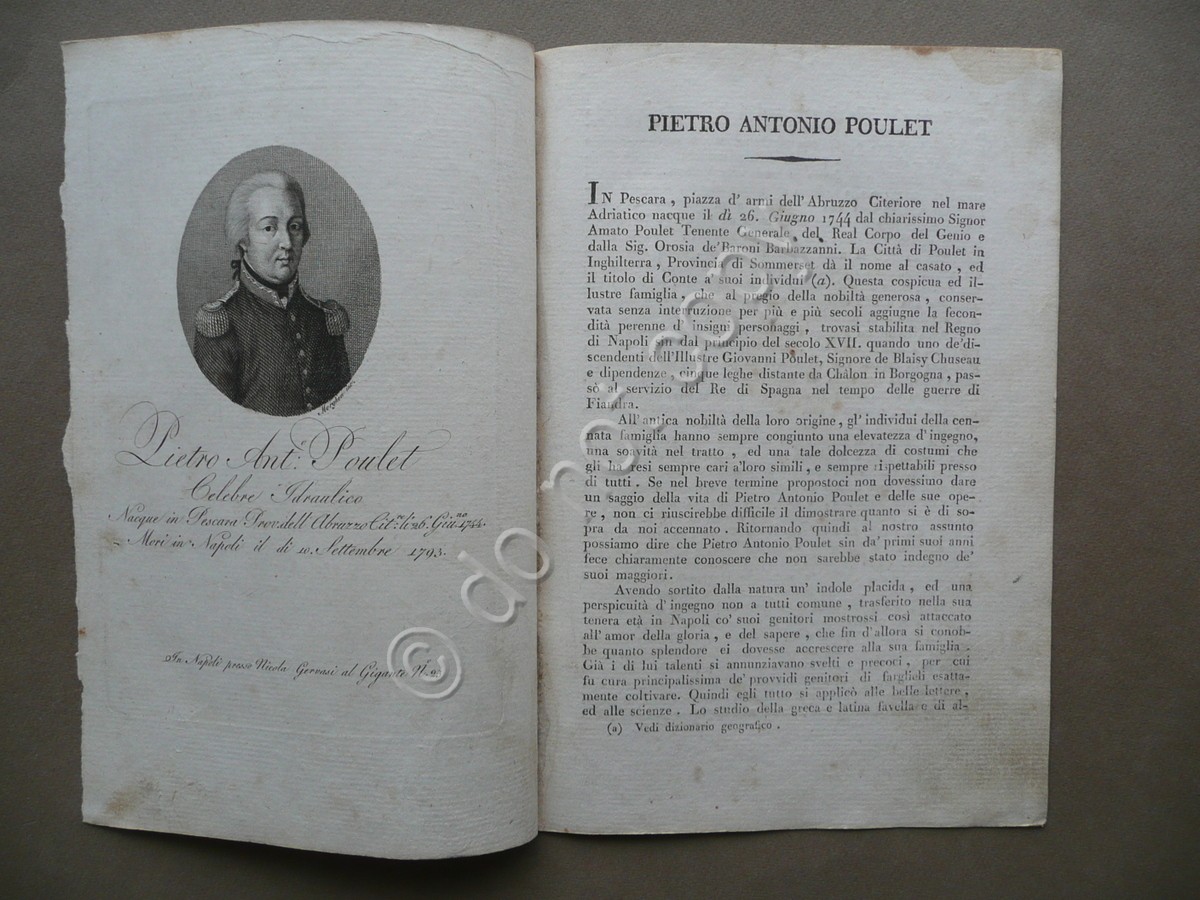 Morghen
Pietro Ant.º Poulet
Celebre Idraulico
Nacque in Pescara Prov: dell'Abruzzo Cit.re li 26. Giu.no 1744.
Morì in Napoli il dì 10. Settembre 1793.
In Napoli presso Nicola Gervasi al Gigante N.º 23
PIETRO ANTONIO POULET
IN Pescara , piazza d' armi dell' Abruzzo Citeriore nel mare
Adriatico nacque il dì 26. Giugno 1744 dal chiarissimo Signor
Amato Poulet Tenente Generale del Real Corpo del Genio e
dalla Sig. Orosia de' Baroni Barbazzanni. La Città di Poulet in
Inghilterra , Provincia di Sommerset dà il nome al casato , ed
il titolo di Conte a' suoi individui (a). Questa cospicua ed il-
lustre famiglia , che al pregio della nobiltà generosa , conser-
vata senza interruzione per più e più secoli aggiugne la fecon-
dità perenne d' insigni personaggi , trovasi stabilita nel Regno
di Napoli sin dal principio del secolo XVII. quando uno de' di-
scendenti dell' Illustre Giovanni Poulet, Signore de Blaisy Chuseau
e dipendenze , cinque leghe distante da Châlon in Borgogna , pas-
sò al servizio del Re di Spagna nel tempo delle guerre di
Fiandra.
All' antica nobiltà della loro origine, gl' individui della cen-
nata famiglia hanno sempre congiunto una elevatezza d' ingegno,
una soavità nel tratto , ed una tale dolcezza di costumi che
gli ha resi sempre cari a' loro simili , e sempre rispettabili presso
di tutti. Se nel breve termine propostoci non dovessimo dare
un saggio della vita di Pietro Antonio Poulet e delle sue ope-
re , non ci riuscirebbe difficile il dimostrare quanto si è di so-
pra da noi accennato . Ritornando quindi al nostro assunto
possiamo dire che Pietro Antonio Poulet sin da' primi suoi anni
fece chiaramente conoscere che non sarebbe stato indegno de'
suoi maggiori.
Avendo sortito dalla natura un' indole placida , ed una
perspicuità d' ingegno non a tutti comune , trasferito nella sua
tenera età in Napoli co' suoi genitori mostrossi così attaccato
all' amor della gloria , e del sapere , che fin d' allora si conob-
be quanto splendore ei dovesse accrescere alla sua famiglia .
Già i di lui talenti si annunziavano svelti e precoci , per cui
fu cura principalissima de' provvidi genitori di farglieli esatta-
mente coltivare. Quindi egli tutto si applicò alle belle lettere ,
ed alle scienze . Lo studio della greca e latina favella e di al-
(a) Vedi dizionario geografico .